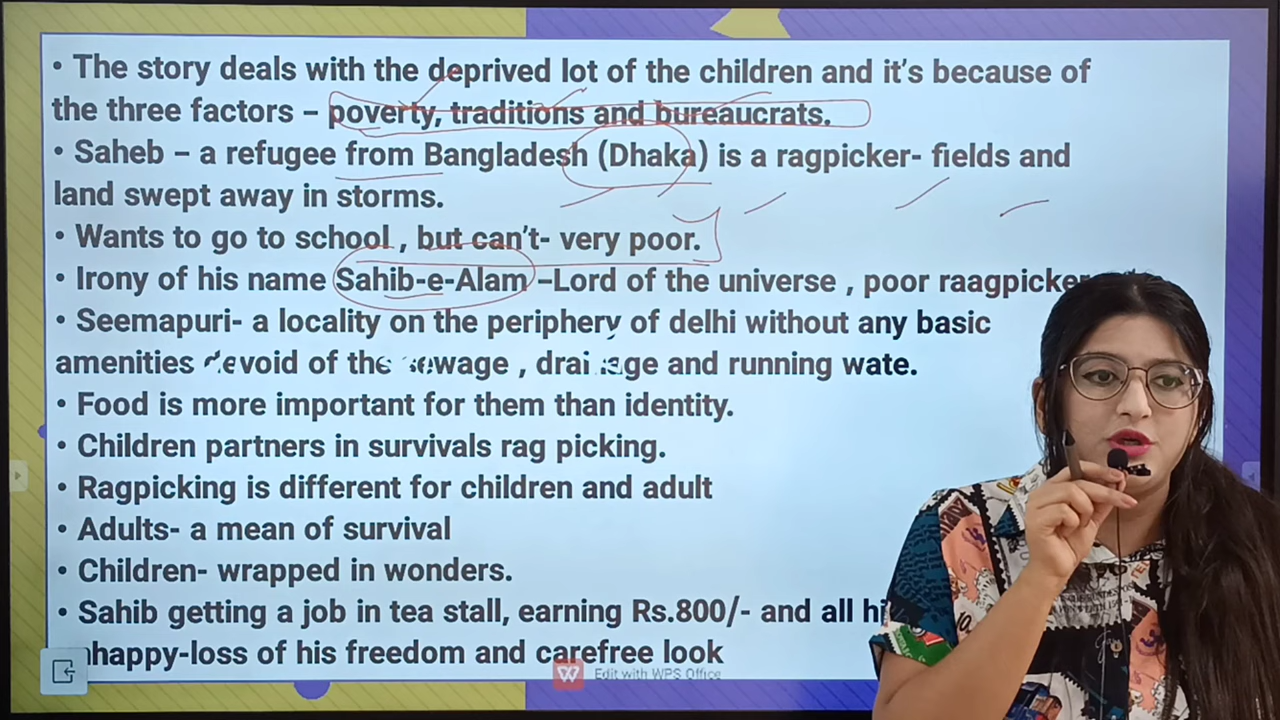 • The story deals with the deprived lot of the children and it's because of
the three factors – poverty, traditions and bureaucrats.
• Saheb – a refugee from Bangladesh (Dhaka) is a ragpicker- fields and
land swept away in storms.
• Wants to go to school , but can't- very poor.
• Irony of his name Sahib-e-Alam –Lord of the universe , poor
• Seemapuri- a locality on the periphery of delhi without any basic
amenities devoid of the sewage , drainage and running wate.
• Food is more important for them than identity.
• Children partners in survivals rag picking.
• Ragpicking is different for children and adult
• Adults- a mean of survival
• Children- wrapped in wonders.
• Sahib getting a job in tea stall, earning Rs.800/- and all
-loss of his freedom and carefree look
Edit with WPS Office